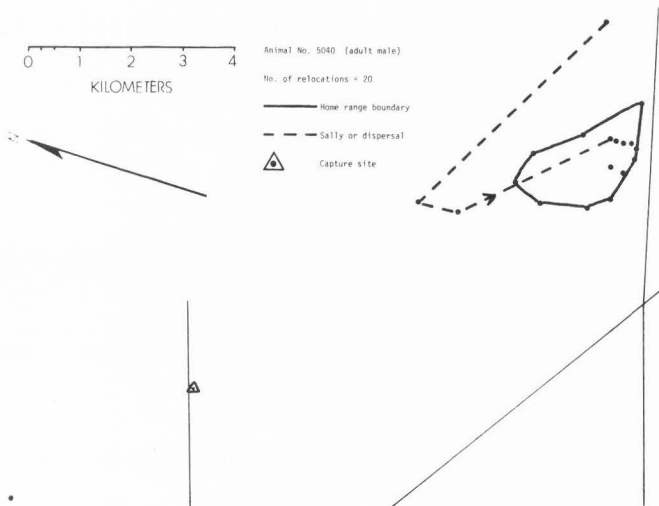 0 1 2 3 4
KILOMETERS
Animal No. 5040 (adult male)
No. of relocations = 20
Home range boundary
Sally or dispersal
Capture site